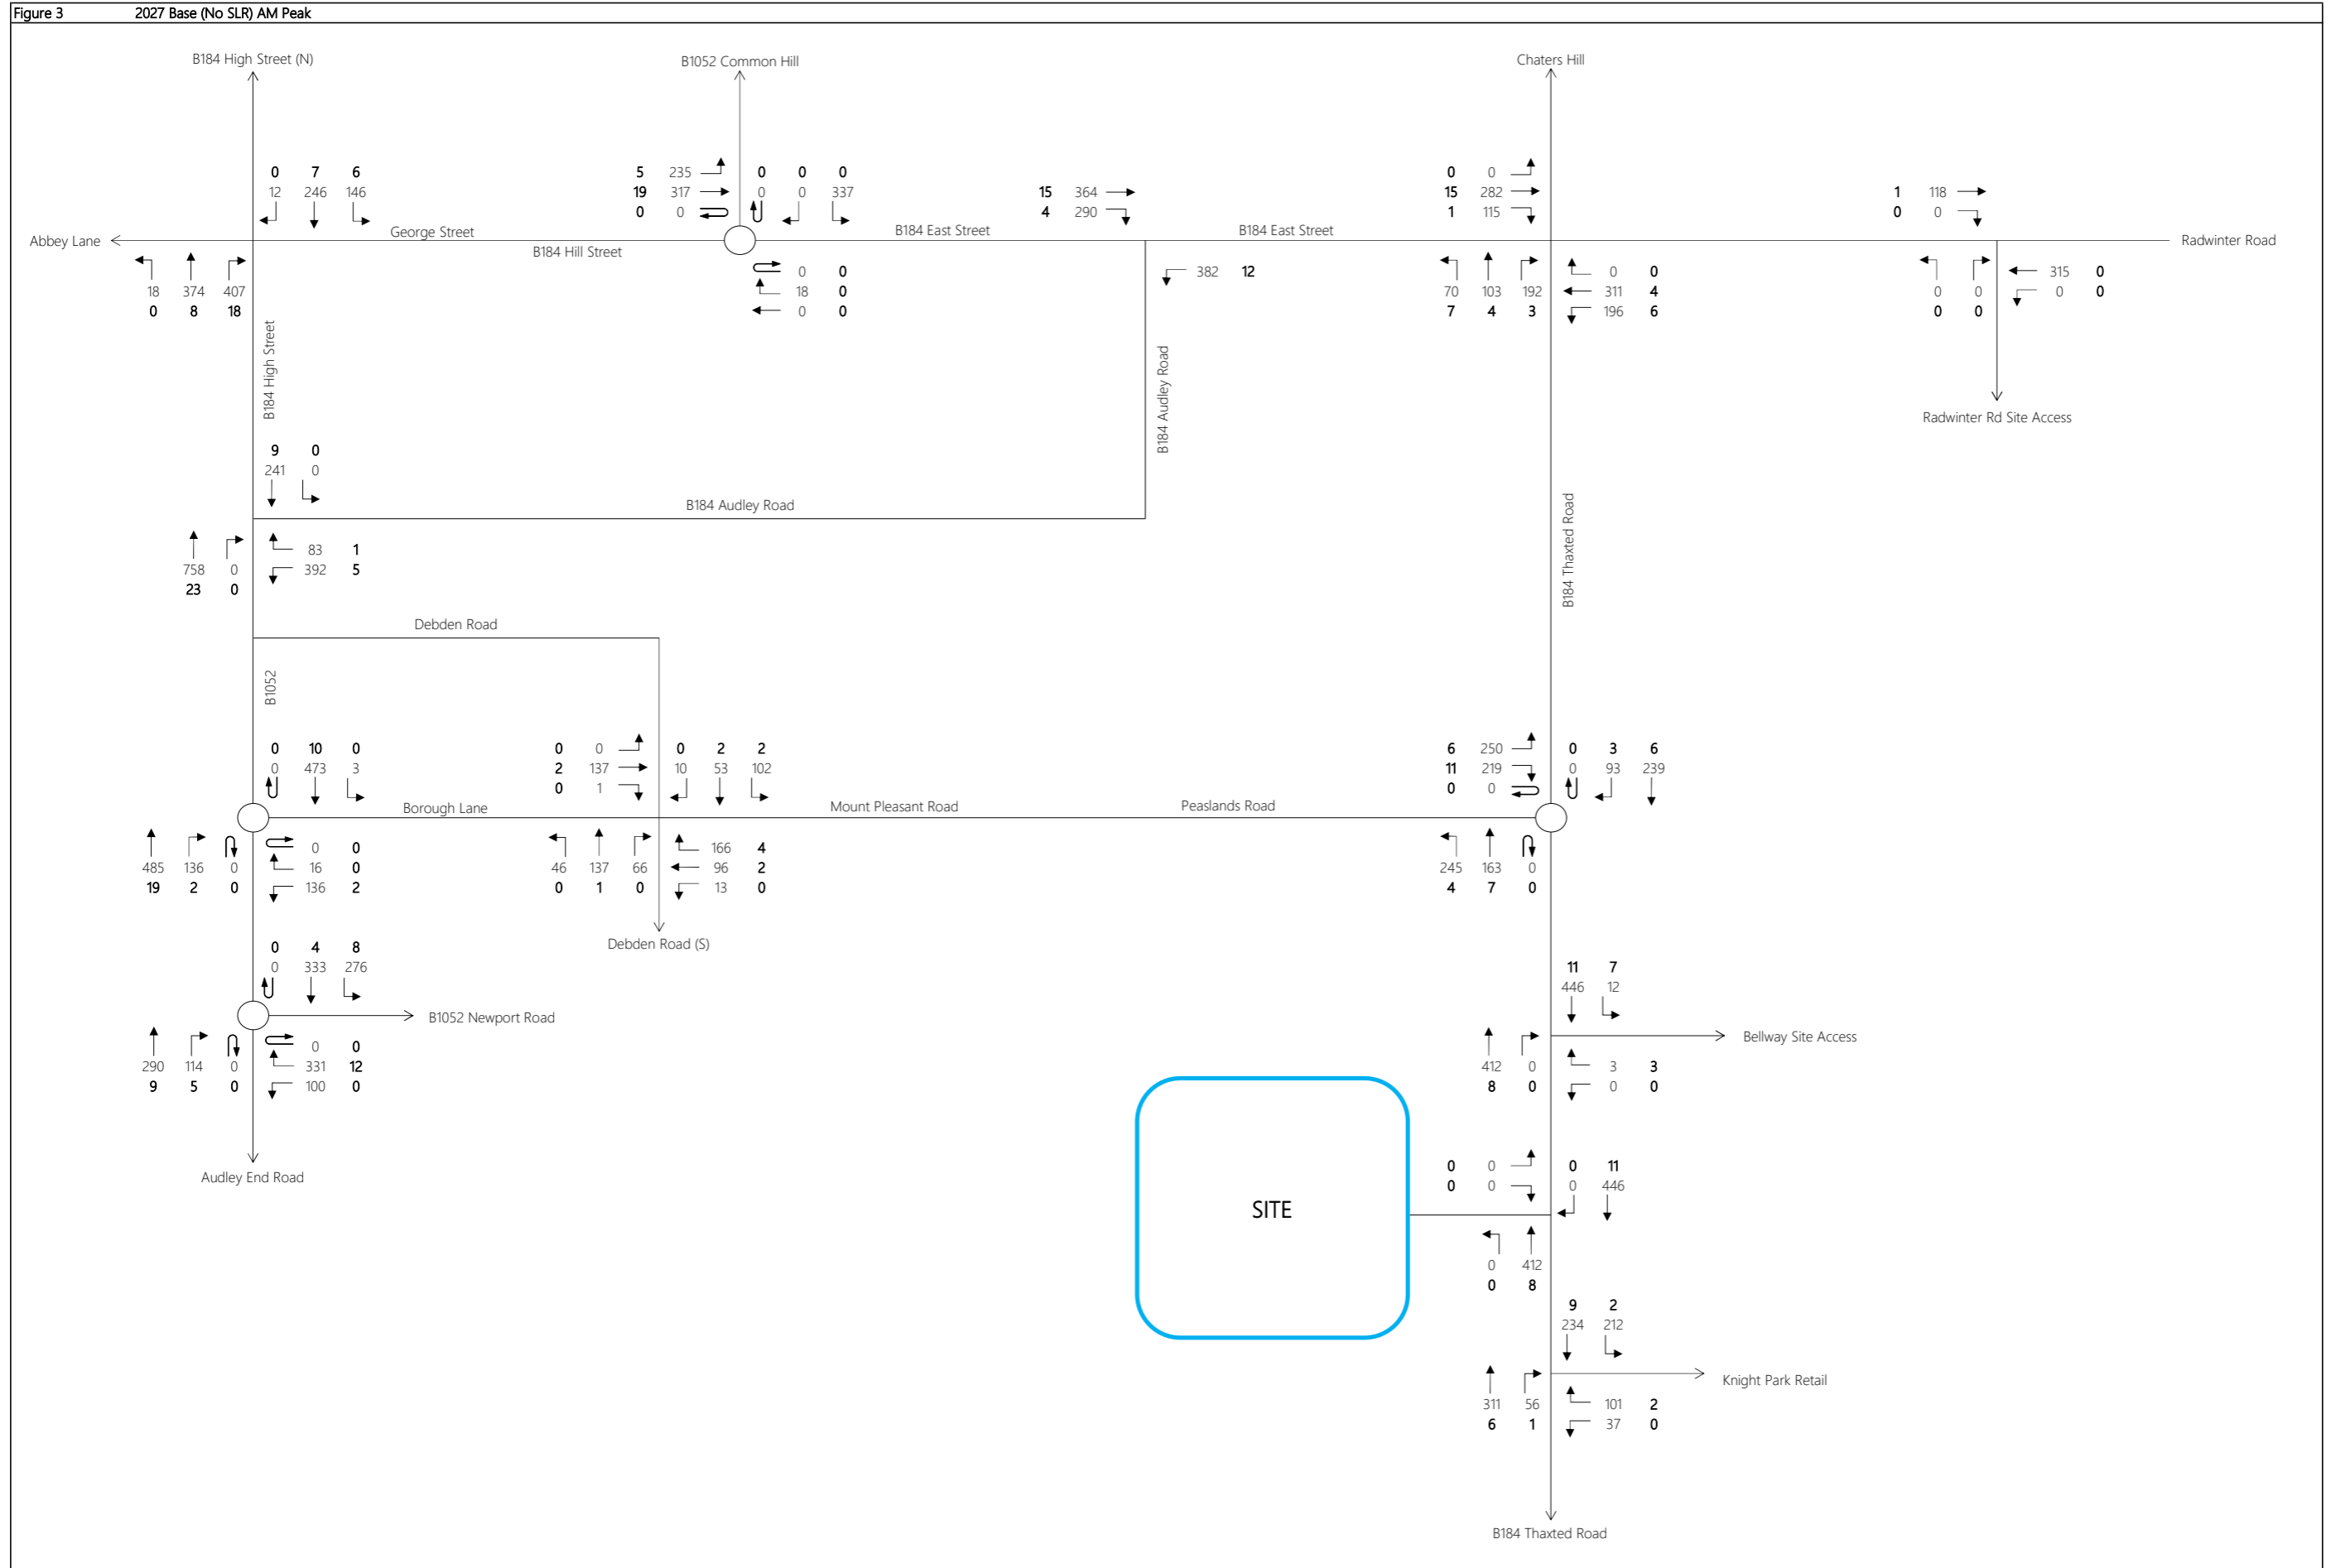 Figure 3 2027 Base (No SLR) AM Peak
B184 High Street (N)
B1052 Common Hill
Chaters Hill
0 7 6
12 246 146
5 235
19 317
0 0
0 0 0
0 0 337
15 364
4 290
0 0
15 282
1 115
1 118
0 0
Abbey Lane
George Street
B184 Hill Street
B184 East Street
B184 East Street
Radwinter Road
18 374 407
0 8 18
0 0
18 0
0 0
382 12
70 103 192
7 4 3
0 0
311 4
196 6
0 0
0 0
315 0
0 0
B184 High Street
B184 Audley Road
Radwinter Rd Site Access
9 0
241 0
B184 Audley Road
B184 Thaxted Road
758 0
23 0
83 1
392 5
Debden Road
B1052
0 10 0
0 473 3
0 0
2 137
0 1
0 2 2
10 53 102
6 250
11 219
0 0
0 3 6
0 93 239
Borough Lane
Mount Pleasant Road
Peaslands Road
485 136 0
19 2 0
0 0
16 0
136 2
46 137 66
0 1 0
166 4
96 2
13 0
245 163 0
4 7 0
Debden Road (S)
0 4 8
0 333 276
11 7
446 12
B1052 Newport Road
Bellway Site Access
290 114 0
9 5 0
0 0
331 12
100 0
412 0
8 0
3 3
0 0
Audley End Road
0 0
0 0
0 11
0 446
SITE
0 412
0 8
9 2
234 212
Knight Park Retail
311 56
6 1
101 2
37 0
B184 Thaxted Road